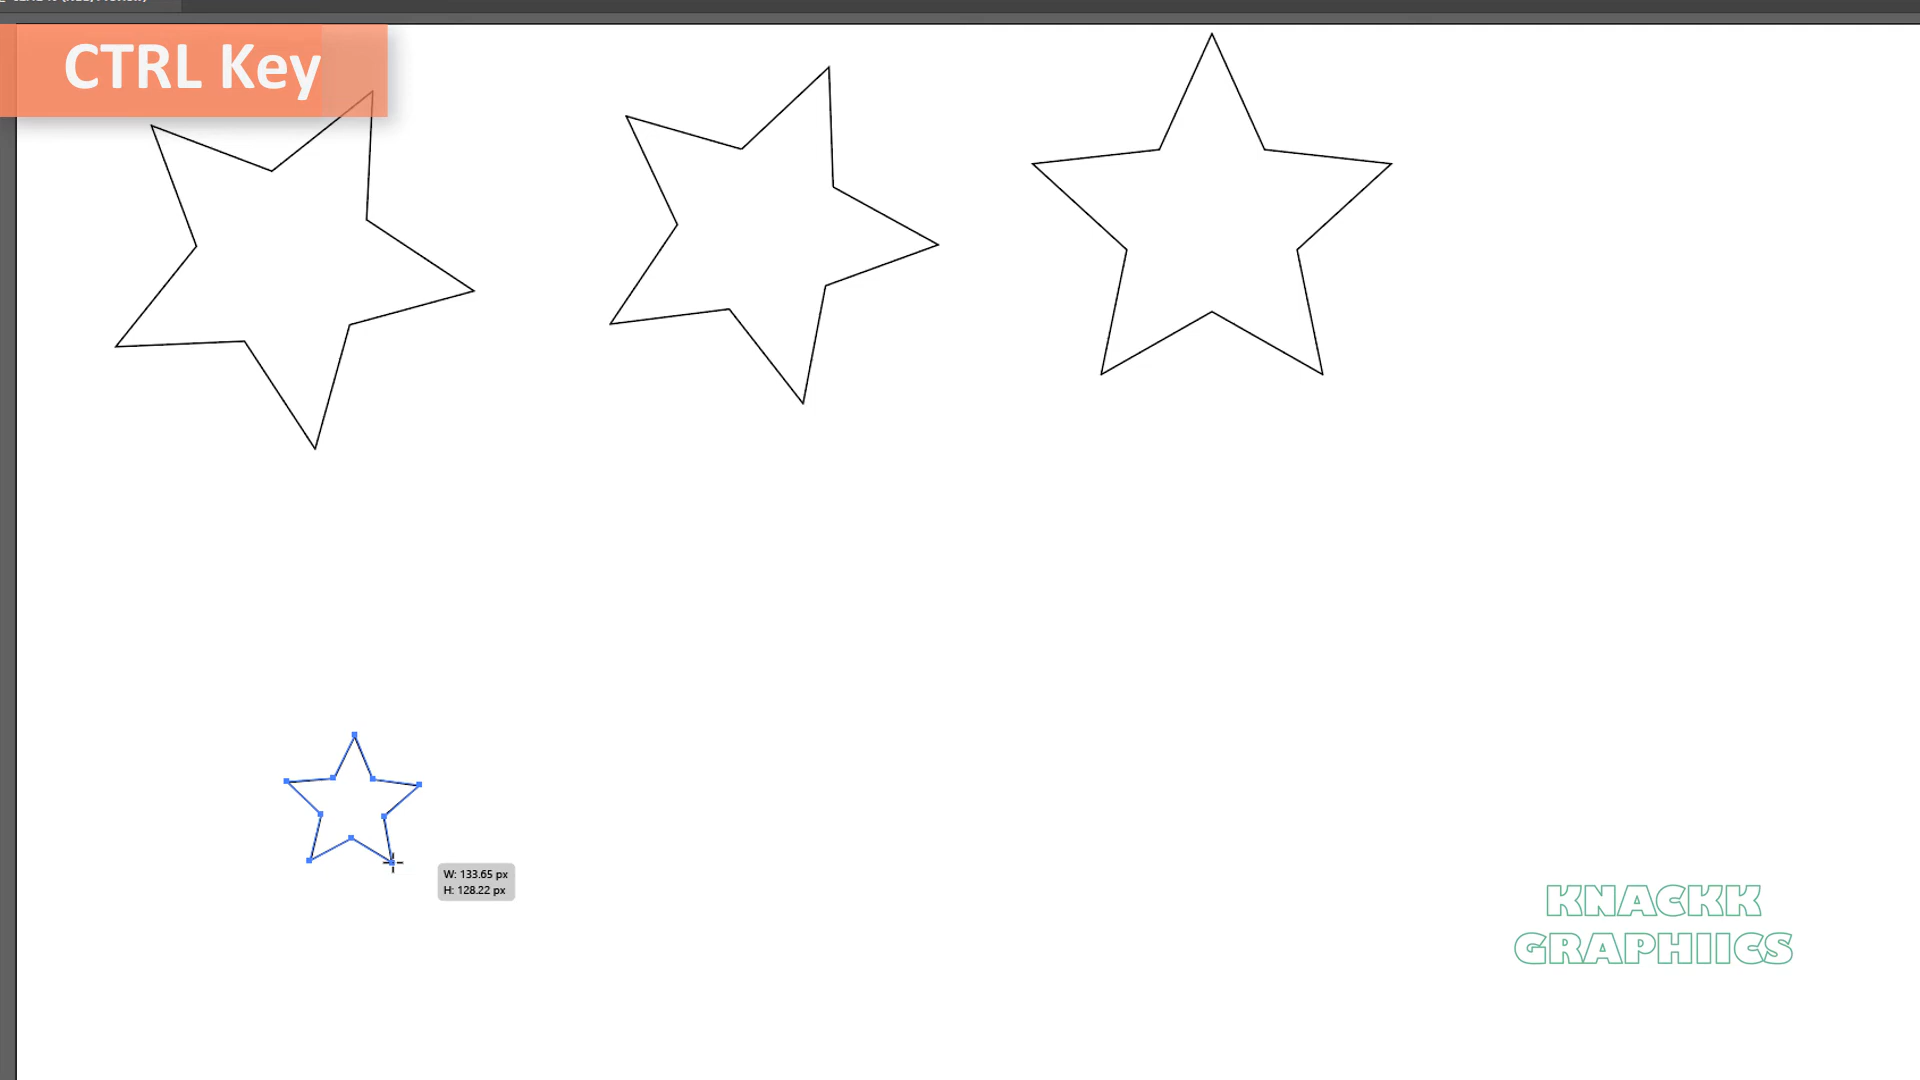 CTRL Key
W: 133.65 px
H: 128.22 px
KNACKK
GRAPHIICS